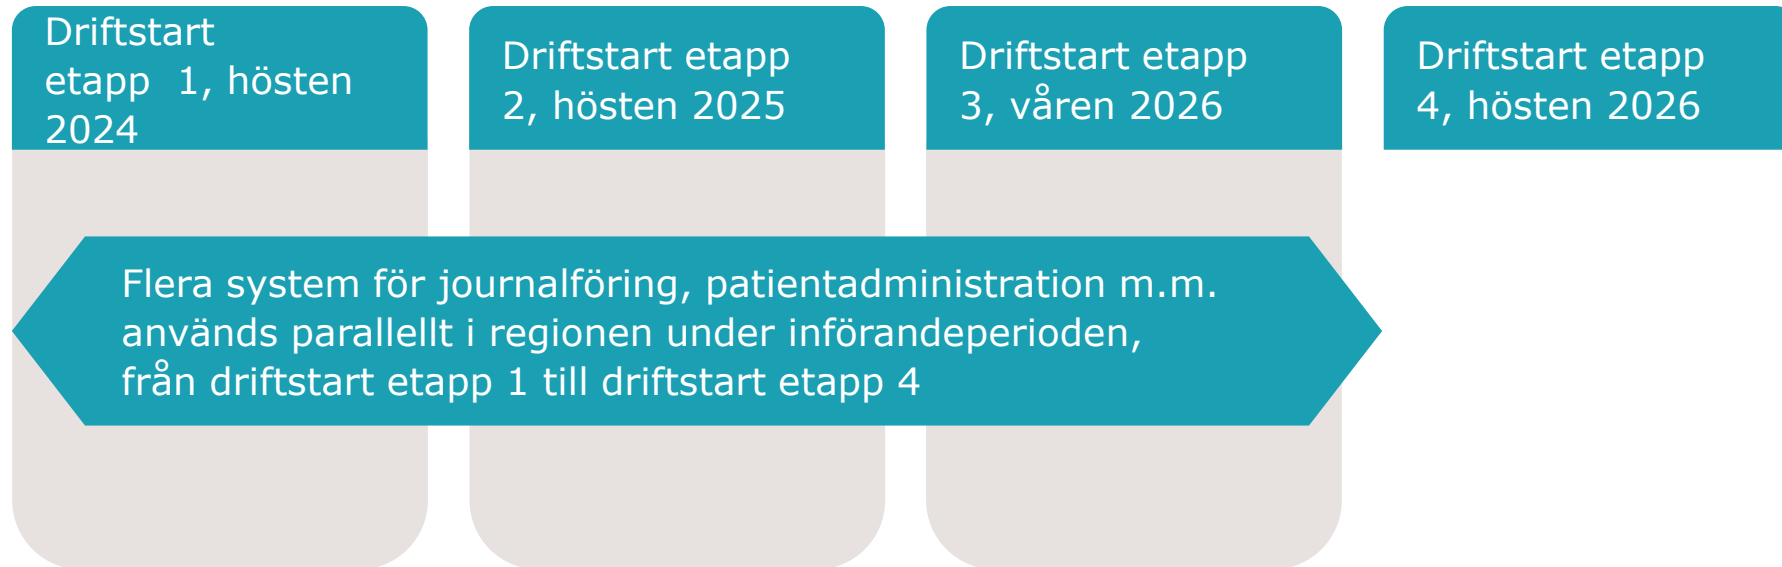 Driftstart
etapp  1, hösten
2024
Driftstart etapp
2, hösten 2025
Driftstart etapp
3, våren 2026
Driftstart etapp
4, hösten 2026
Flera system för journalföring, patientadministration m.m.
används parallellt i regionen under införandeperioden,
från driftstart etapp 1 till driftstart etapp 4